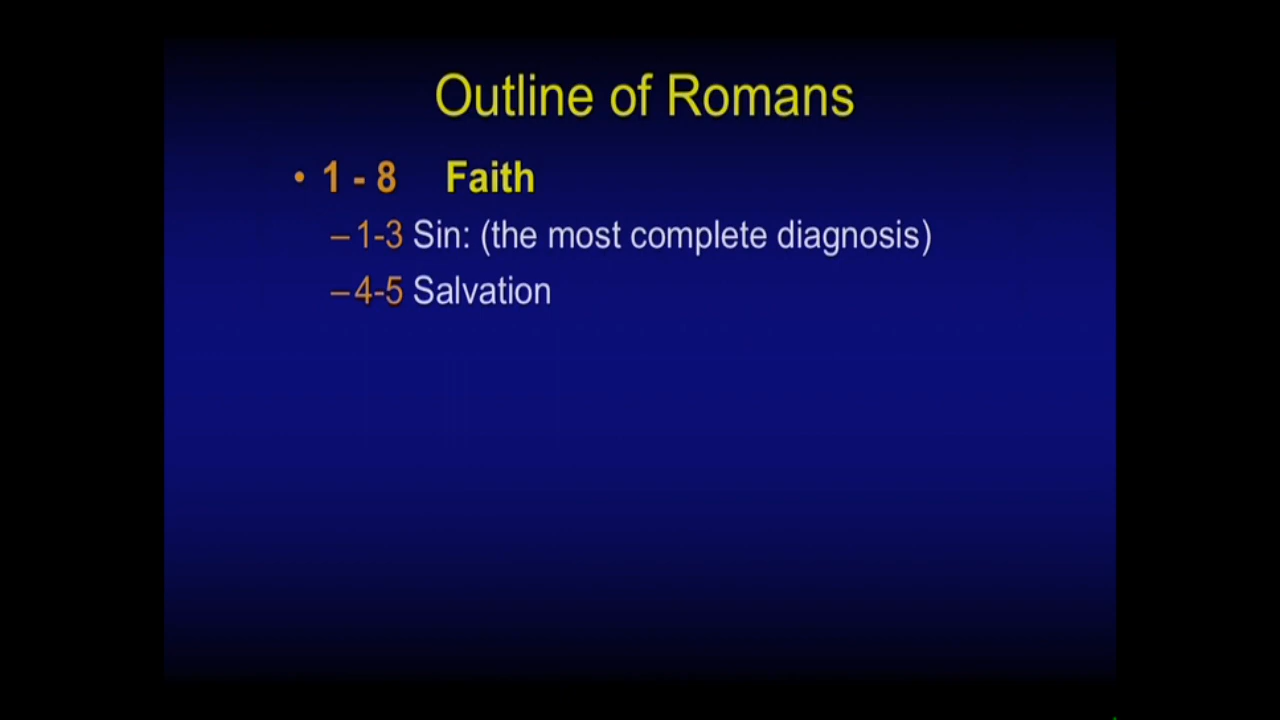 Outline of Romans
• 1 - 8 Faith
–1-3 Sin: (the most complete diagnosis)
–4-5 Salvation